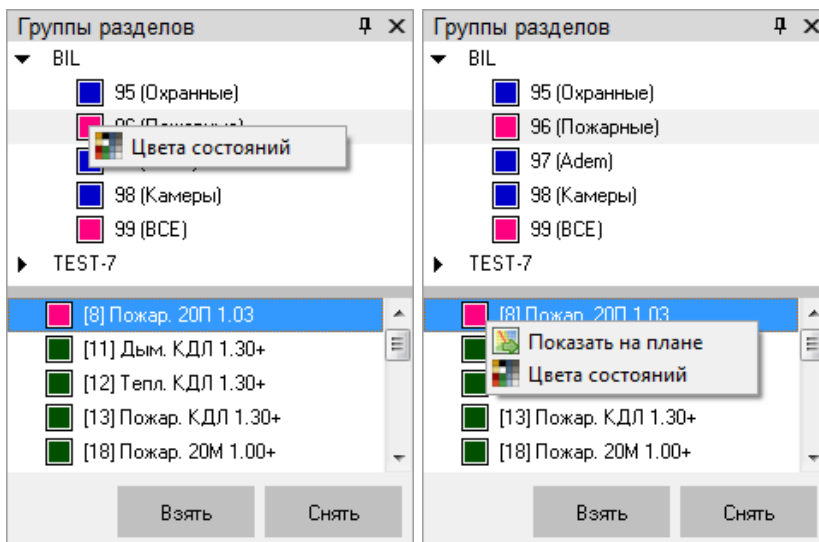 Группы разделов
BIL
95 (Охранные)
Цвета состояний
98 (Камеры)
99 (ВСЕ)
TEST-7
[8] Пожар. 20П 1.03
[11] Дым. КДЛ 1.30+
[12] Тепл. КДЛ 1.30+
[13] Пожар. КДЛ 1.30+
[18] Пожар. 20М 1.00+
Взять Снять
Группы разделов
BIL
95 (Охранные)
96 (Пожарные)
97 (Adem)
98 (Камеры)
99 (ВСЕ)
TEST-7
[8] Пожар. 20П 1.03
Показать на плане
Цвета состояний
[13] Пожар. КДЛ 1.30+
[18] Пожар. 20М 1.00+
Взять Снять